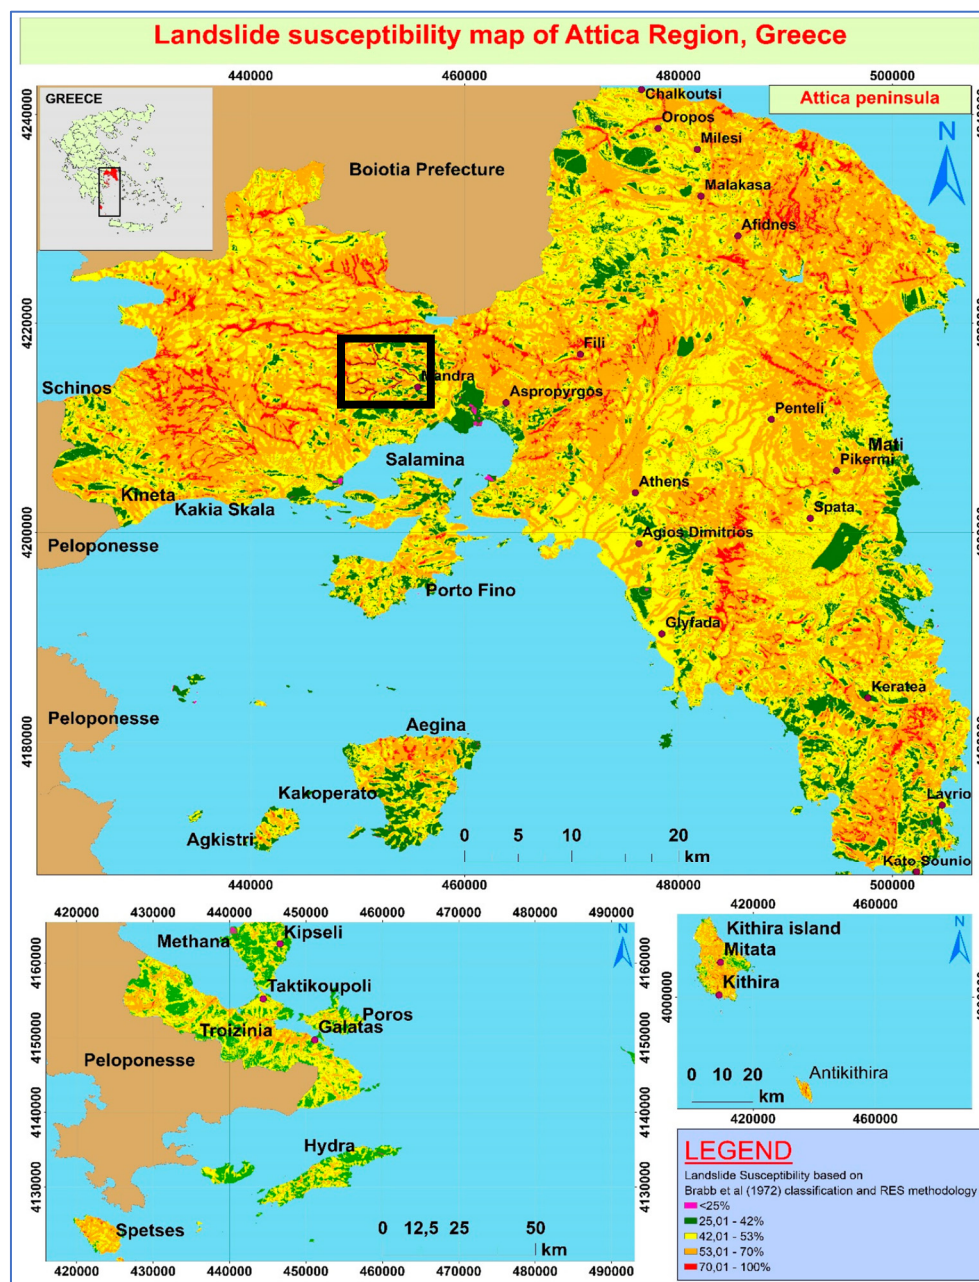 Landslide susceptibility map of Attica Region, Greece
440000 460000 480000 500000
GREECE
Attica peninsula
N
4240000
4220000
4200000
4180000
Chalkoutsi
Oropos
Milesi
Boiotia Prefecture
Malakasa
Afidnes
Fili
Mandra
Schinos
Aspropyrgos
Penteli
Mati
Pikermi
Salamina
Kineta
Kakia Skala
Athens
Spata
Agios Dimitrios
Peloponesse
Porto Fino
Glyfada
Keratea
Peloponesse
Aegina
Kakoperato
Lavrio
Agkistri
0 5 10 20
km
Kato Sounio
440000 460000 480000 500000
420000 430000 440000 450000 460000 470000 480000 490000
4160000
4150000
4140000
4130000
N
Methana
Kipseli
Taktikoupoli
Poros
Troizinia
Galatas
Peloponesse
Hydra
Spetses
0 12,5 25 50
km
4160000
4150000
4140000
4130000
420000 430000 440000 450000 460000 470000 480000 490000
420000 460000
N
Kithira island
Mitata
Kithira
4000000
Antikithira
0 10 20
km
420000 460000
LEGEND
Landslide Susceptibility based on
Brabb et al (1972) classification and RES methodology
<25%
25,01 - 42%
42,01 - 53%
53,01 - 70%
70,01 - 100%